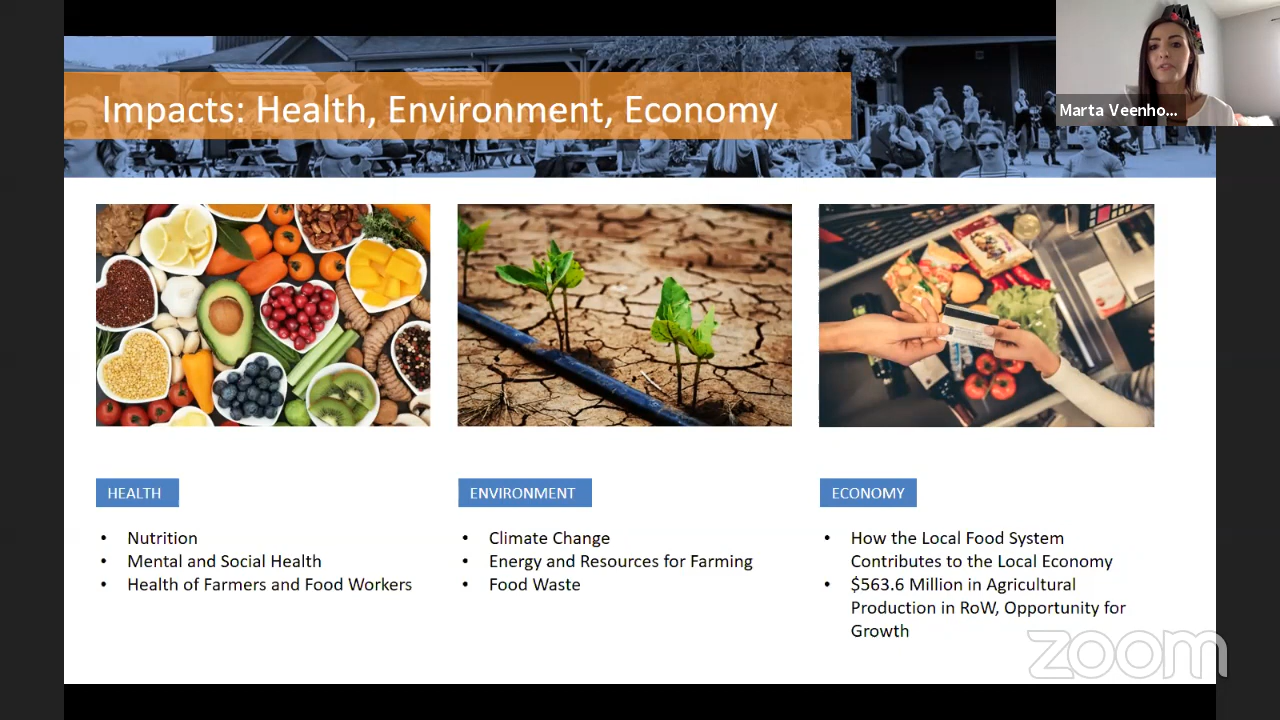 Impacts: Health, Environment, Economy
Marta Veenho...
HEALTH
• Nutrition
• Mental and Social Health
• Health of Farmers and Food Workers
ENVIRONMENT
• Climate Change
• Energy and Resources for Farming
• Food Waste
ECONOMY
• How the Local Food System
Contributes to the Local Economy
• $563.6 Million in Agricultural
Production in RoW, Opportunity for
Growth
zoom